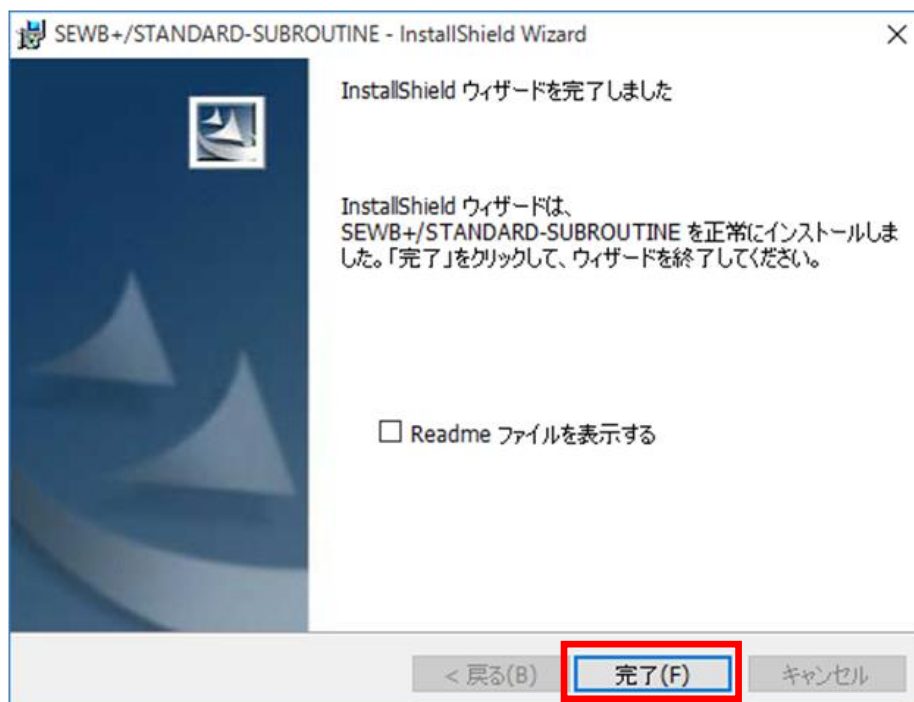 SEWB+/STANDARD-SUBROUTINE - InstallShield Wizard
InstallShield ウィザードを完了しました
InstallShield ウィザードは、
SEWB+/STANDARD-SUBROUTINE を正常にインストールしま
した。「完了」をクリックして、ウィザードを終了してください。
Readme ファイルを表示する
< 戻る(B) 完了(F) キャンセル